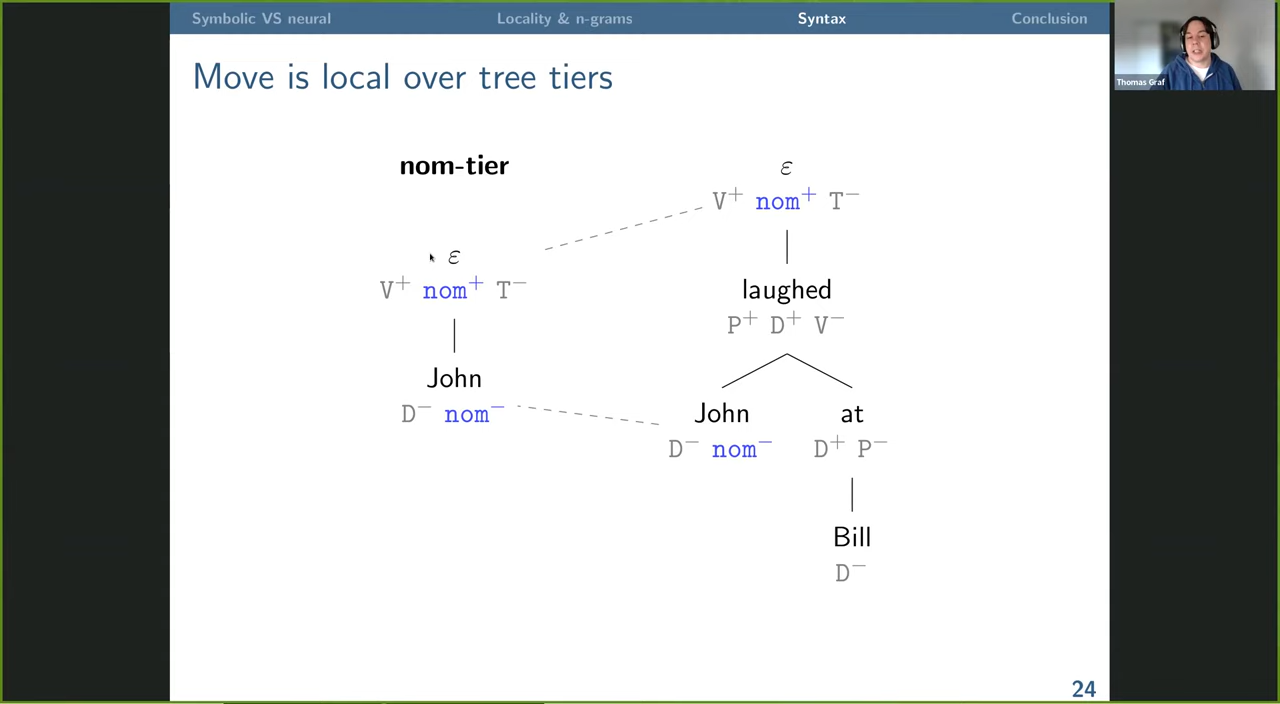 Symbolic VS neural Locality & n-grams Syntax Conclusion
Thomas Graf
Move is local over tree tiers
nom-tier
ε
V⁺ nom⁺ T⁻
John
D⁻ nom⁻
ε
V⁺ nom⁺ T⁻
laughed
P⁺ D⁺ V⁻
John at
D⁻ nom⁻ D⁺ P⁻
Bill
D⁻
24